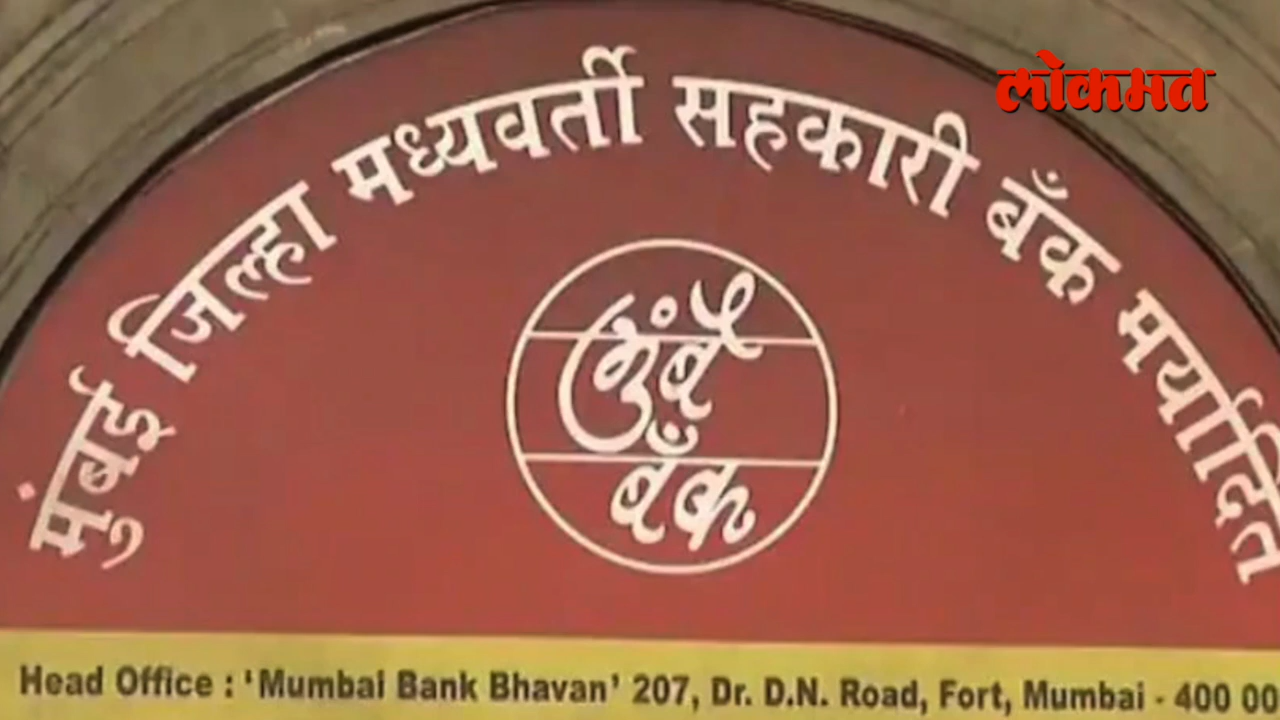 लोकमत
मुंबई जिल्हा मध्यवर्ती सहकारी बँक मर्यादित
मुंबै
बँक
Head Office : 'Mumbai Bank Bhavan' 207, Dr. D.N. Road, Fort, Mumbai - 400 00